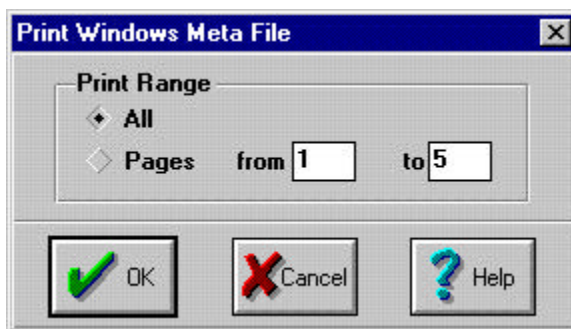 Print Windows Meta File
Print Range
All
Pages from 1 to 5
OK Cancel Help